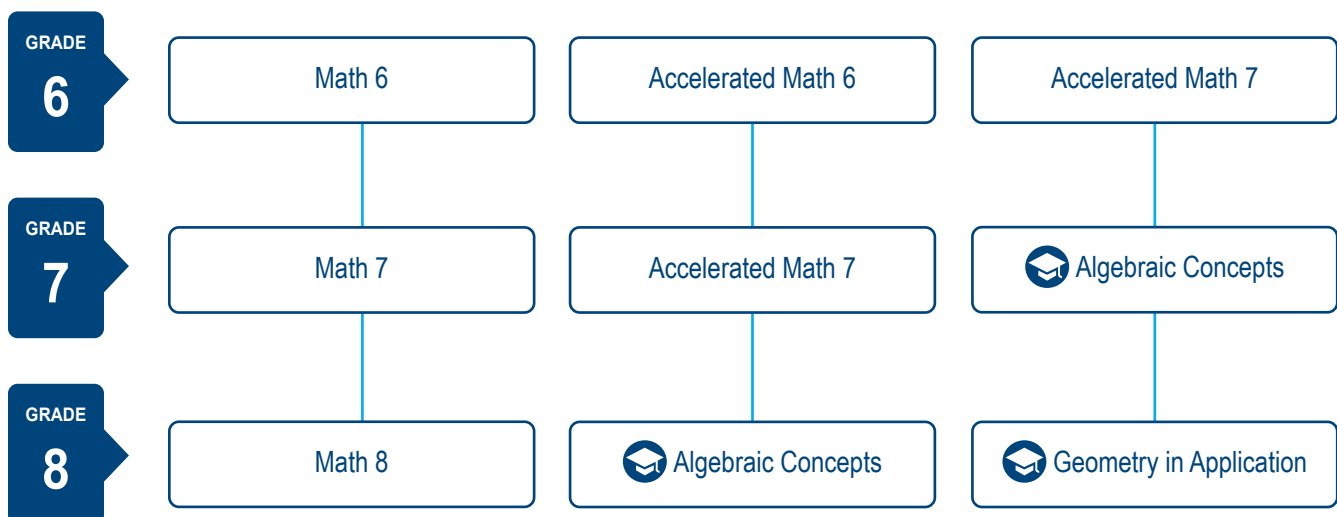 GRADE
6
Math 6
Accelerated Math 6
Accelerated Math 7
GRADE
7
Math 7
Accelerated Math 7
Algebraic Concepts
GRADE
8
Math 8
Algebraic Concepts
Geometry in Application